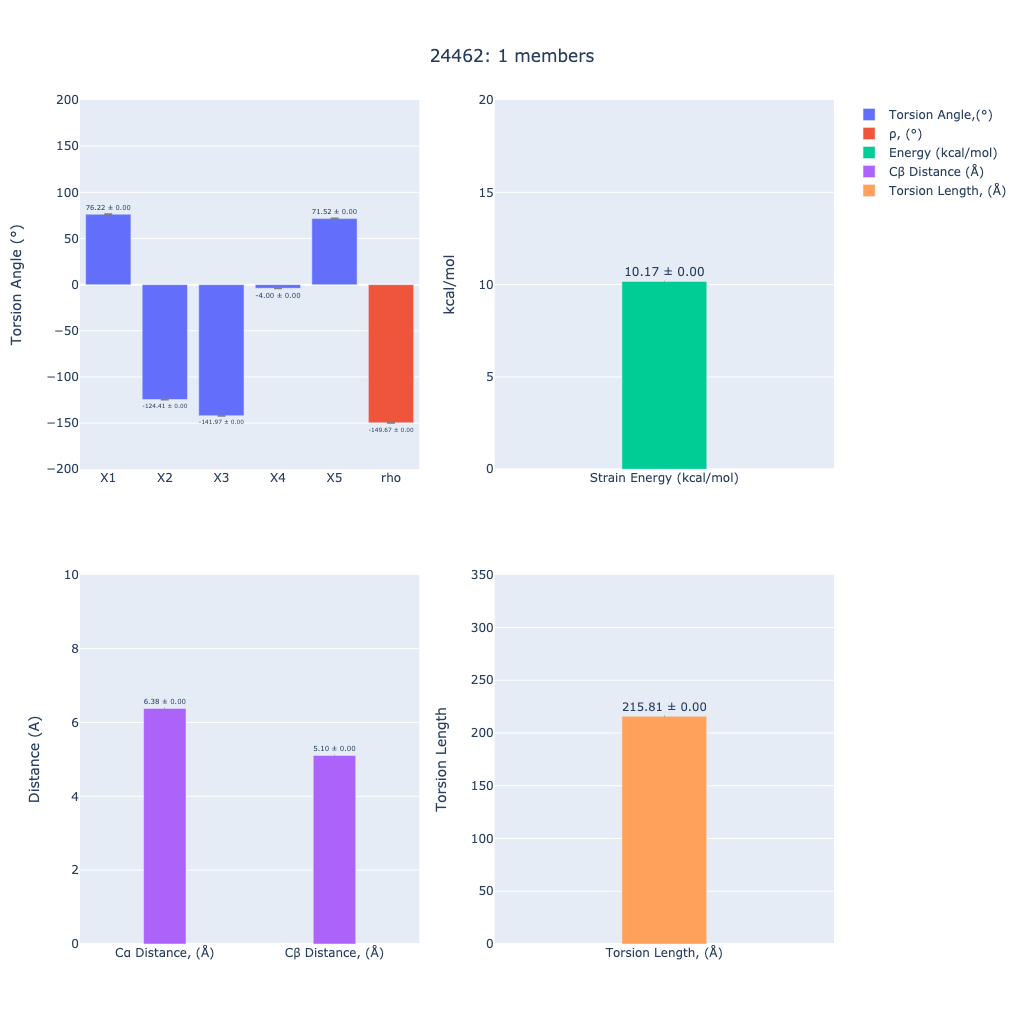 24462: 1 members
Torsion Angle (°)
200
150
100
50
0
−50
−100
−150
−200
76.22 ± 0.00
-124.41 ± 0.00
-141.97 ± 0.00
-4.00 ± 0.00
71.52 ± 0.00
-149.67 ± 0.00
X1 X2 X3 X4 X5 rho
kcal/mol
20
15
10
5
0
10.17 ± 0.00
Strain Energy (kcal/mol)
Torsion Angle,(°)
ρ, (°)
Energy (kcal/mol)
Cβ Distance (Å)
Torsion Length, (Å)
Distance (A)
10
8
6
4
2
0
6.38 ± 0.00
5.10 ± 0.00
Cα Distance, (Å) Cβ Distance, (Å)
Torsion Length
350
300
250
200
150
100
50
0
215.81 ± 0.00
Torsion Length, (Å)